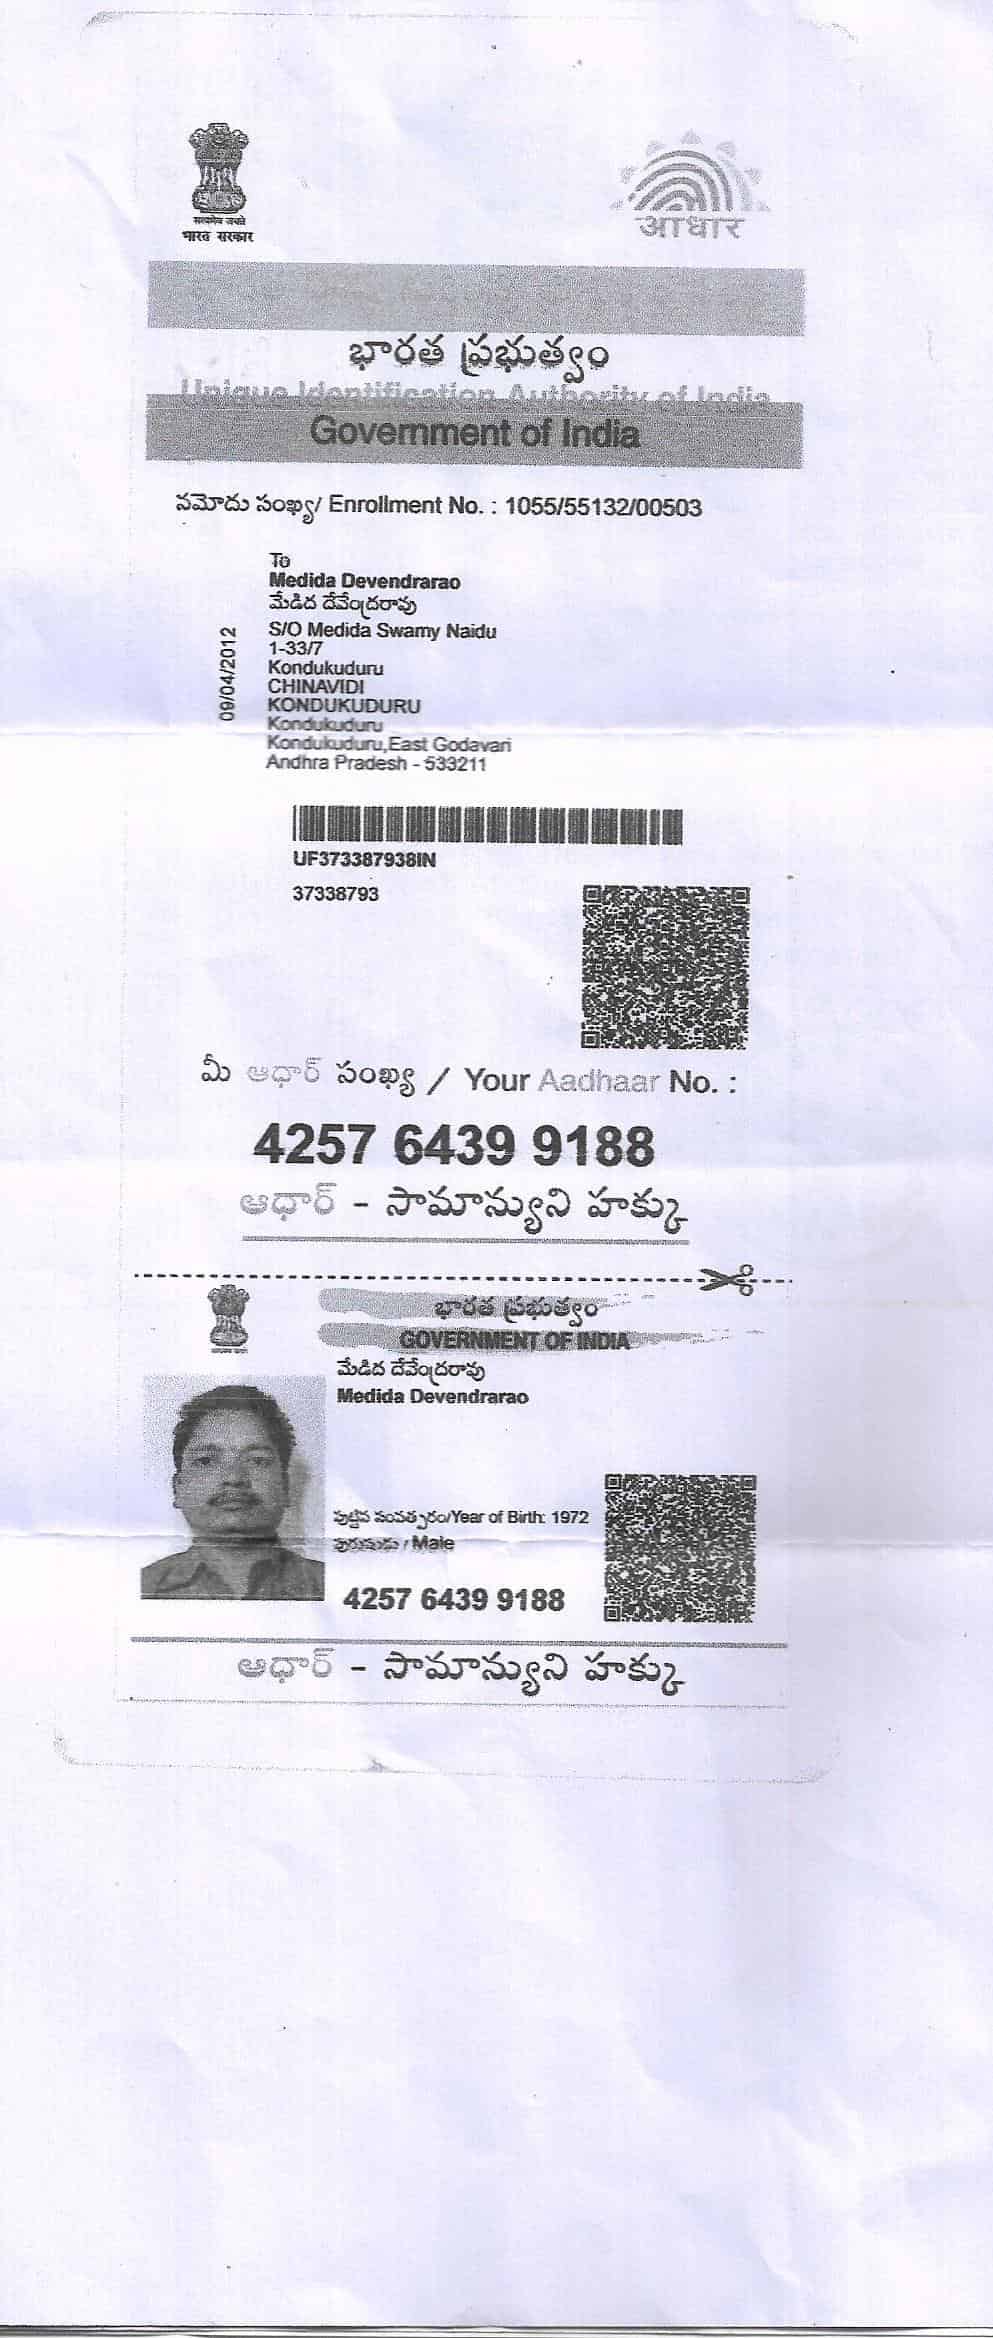 सत्यमेव जयते
भारत सरकार
आधार
భారత ప్రభుత్వం
Unique Identification Authority of India
Government of India
నమోదు సంఖ్య/ Enrollment No. : 1055/55132/00503
To
Medida Devendrarao
మేడిద దేవేంద్రరావు
S/O Medida Swamy Naidu
1-33/7
Kondukuduru
CHINAVIDI
KONDUKUDURU
Kondukuduru
Kondukuduru,East Godavari
Andhra Pradesh - 533211
09/04/2012
UF373387938IN
37338793
మీ ఆధార్ సంఖ్య / Your Aadhaar No. :
4257 6439 9188
ఆధార్ - సామాన్యుని హక్కు
భారత ప్రభుత్వం
GOVERNMENT OF INDIA
మేడిద దేవేంద్రరావు
Medida Devendrarao
పుట్టిన సంవత్సరం/Year of Birth: 1972
పురుషుడు / Male
4257 6439 9188
ఆధార్ - సామాన్యుని హక్కు